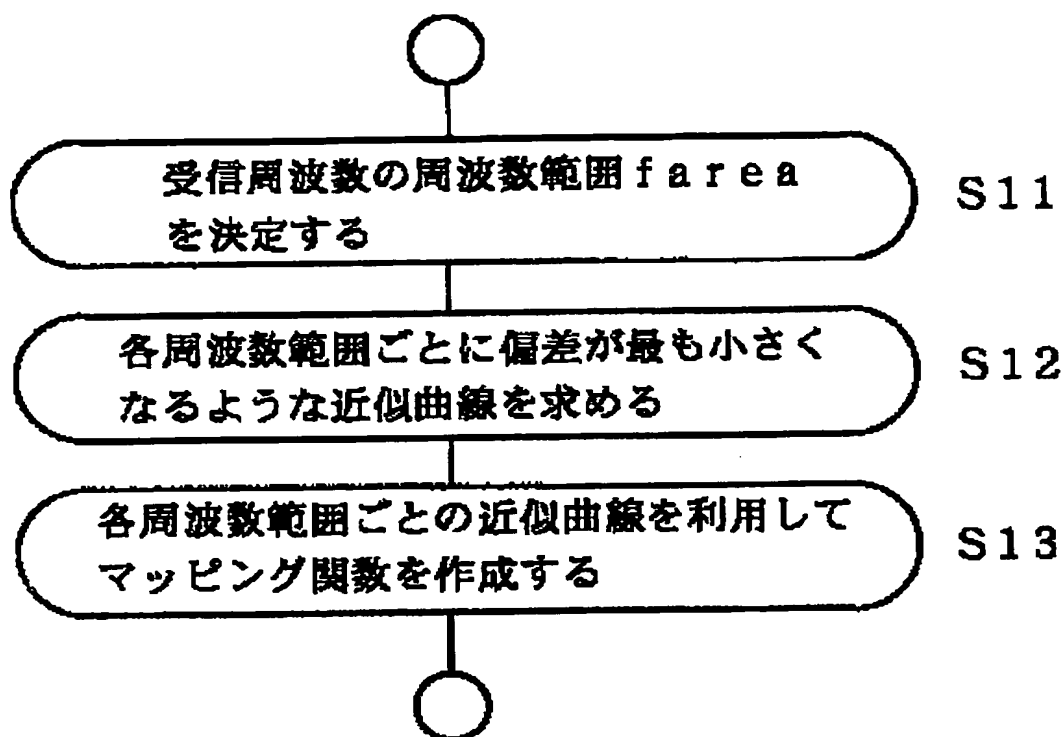 受信周波数の周波数範囲farea
を決定する
S11
各周波数範囲ごとに偏差が最も小さく
なるような近似曲線を求める
S12
各周波数範囲ごとの近似曲線を利用して
マッピング関数を作成する
S13